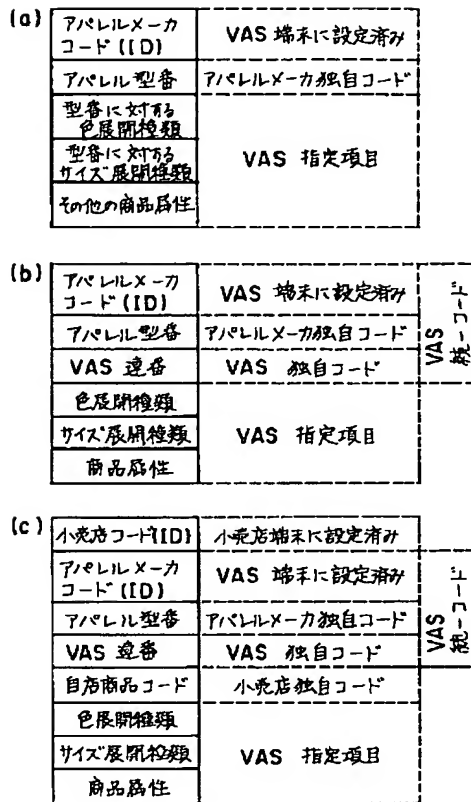 (a)
アパレルメーカ
コード(ID)
VAS 端末に設定済み
アパレル型番
アパレルメーカ独自コード
型番に対する
色展開種類
型番に対する
サイズ展開種類
その他の商品属性
VAS 指定項目
(b)
アパレルメーカ
コード(ID)
VAS 端末に設定済み
アパレル型番
アパレルメーカ独自コード
VAS 連番
VAS 独自コード
VAS
統一コード
色展開種類
サイズ展開種類
商品属性
VAS 指定項目
(c)
小売店コード(ID)
小売店端末に設定済み
アパレルメーカ
コード(ID)
VAS 端末に設定済み
アパレル型番
アパレルメーカ独自コード
VAS 連番
VAS 独自コード
VAS
統一コード
自店商品コード
小売店独自コード
色展開種類
サイズ展開種類
商品属性
VAS 指定項目